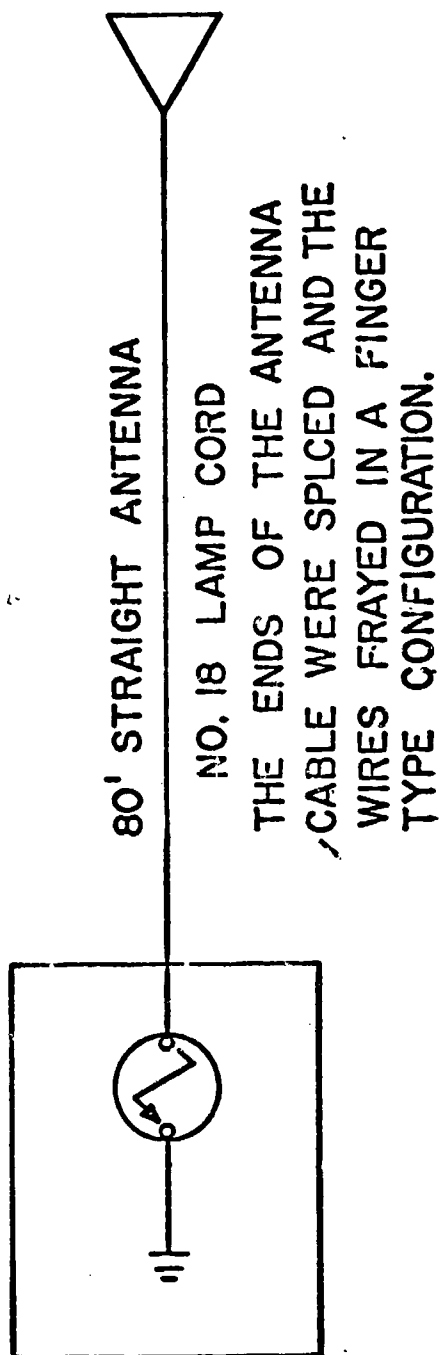 80' STRAIGHT ANTENNA
NO. 18 LAMP CORD
THE ENDS OF THE ANTENNA
CABLE WERE SPLCED AND THE
WIRES FRAYED IN A FINGER
TYPE CONFIGURATION.